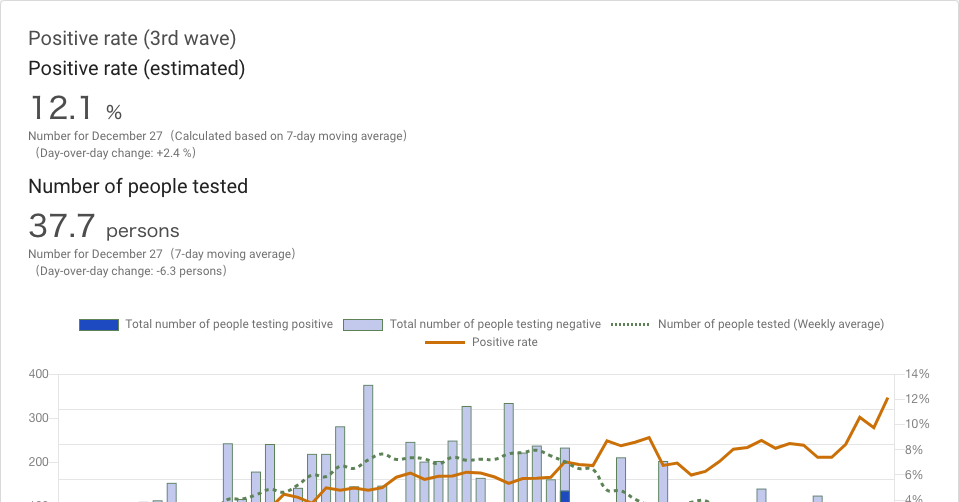 Positive rate (3rd wave)
Positive rate (estimated)
12.1 %
Number for December 27（Calculated based on 7-day moving average）
（Day-over-day change: +2.4 %）
Number of people tested
37.7 persons
Number for December 27（7-day moving average）
（Day-over-day change: -6.3 persons）
Total number of people testing positive Total number of people testing negative Number of people tested (Weekly average)
Positive rate
400 14%
12%
300 10%
200 8%
6%
4%